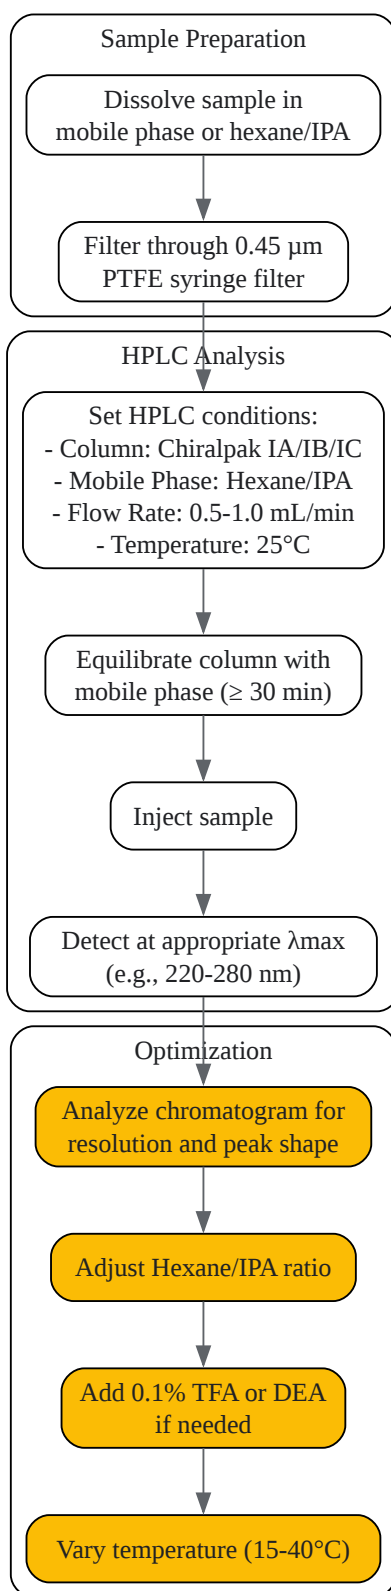 Sample Preparation
Dissolve sample in
mobile phase or hexane/IPA
Filter through 0.45 µm
PTFE syringe filter
HPLC Analysis
Set HPLC conditions:
- Column: Chiralpak IA/IB/IC
- Mobile Phase: Hexane/IPA
- Flow Rate: 0.5-1.0 mL/min
- Temperature: 25°C
Equilibrate column with
mobile phase (≥ 30 min)
Inject sample
Detect at appropriate λmax
(e.g., 220-280 nm)
Optimization
Analyze chromatogram for
resolution and peak shape
Adjust Hexane/IPA ratio
Add 0.1% TFA or DEA
if needed
Vary temperature (15-40°C)